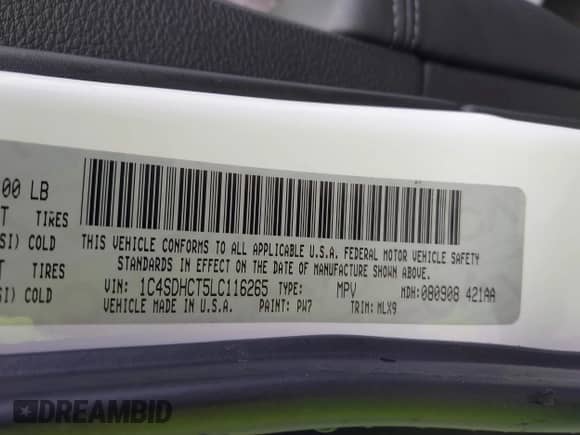 00 LB
T TIRES
SI) COLD
T TIRES
SI) COLD
THIS VEHICLE CONFORMS TO ALL APPLICABLE U.S.A. FEDERAL MOTOR VEHICLE SAFETY
STANDARDS IN EFFECT ON THE DATE OF MANUFACTURE SHOWN ABOVE.
VIN: 1C4SDHCT5LC116265 TYPE: MPV MDH:080908 421AA
VEHICLE MADE IN U.S.A. PAINT: PW7 TRIM: MLX9
DREAMBID